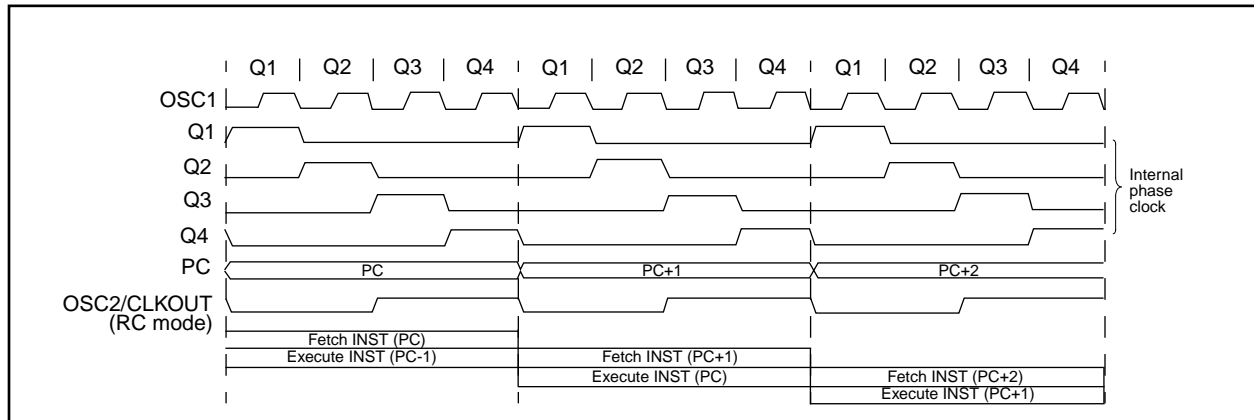 Q1 Q2 Q3 Q4 Q1 Q2 Q3 Q4 Q1 Q2 Q3 Q4
OSC1
Q1
Q2
Q3
Q4
Internal
phase
clock
PC PC PC+1 PC+2
OSC2/CLKOUT
(RC mode)
Fetch INST (PC)
Execute INST (PC-1) Fetch INST (PC+1)
Execute INST (PC) Fetch INST (PC+2)
Execute INST (PC+1)